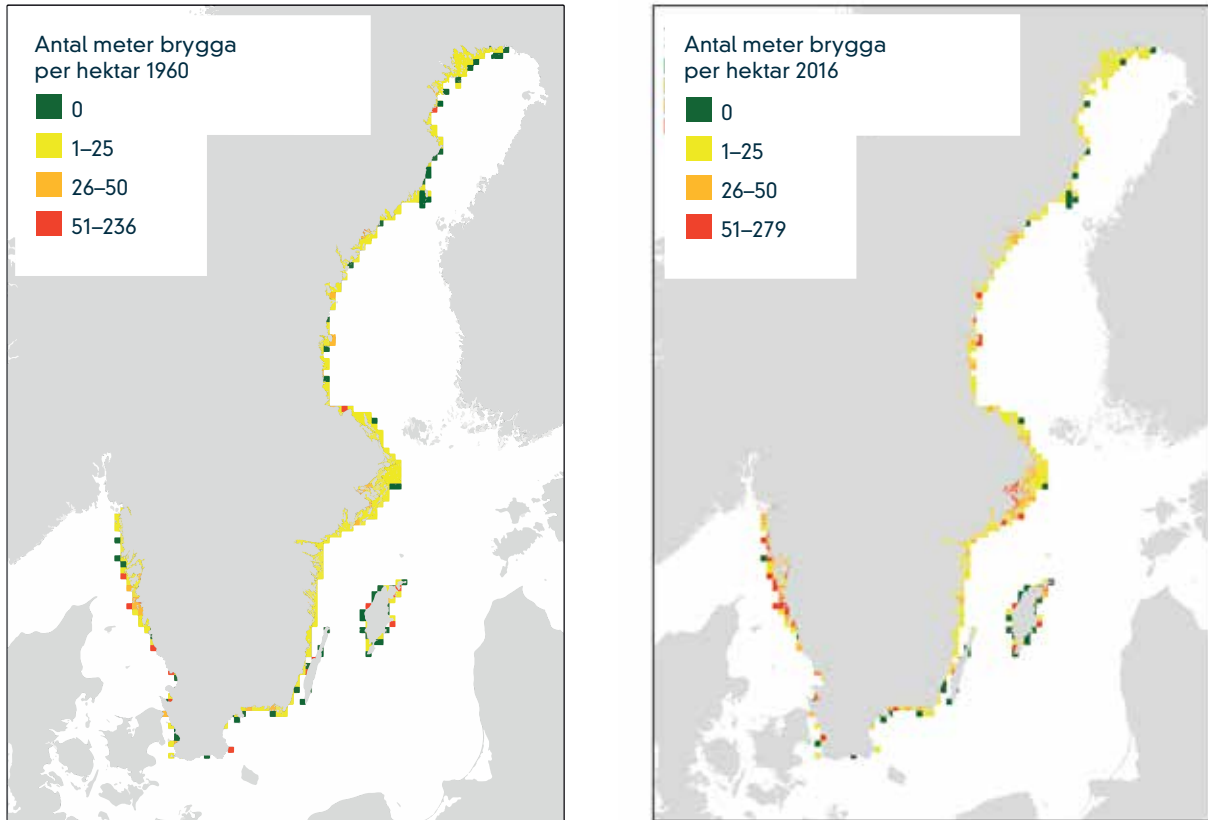 Antal meter brygga
per hektar 1960
0
1–25
26–50
51–236
Antal meter brygga
per hektar 2016
0
1–25
26–50
51–279